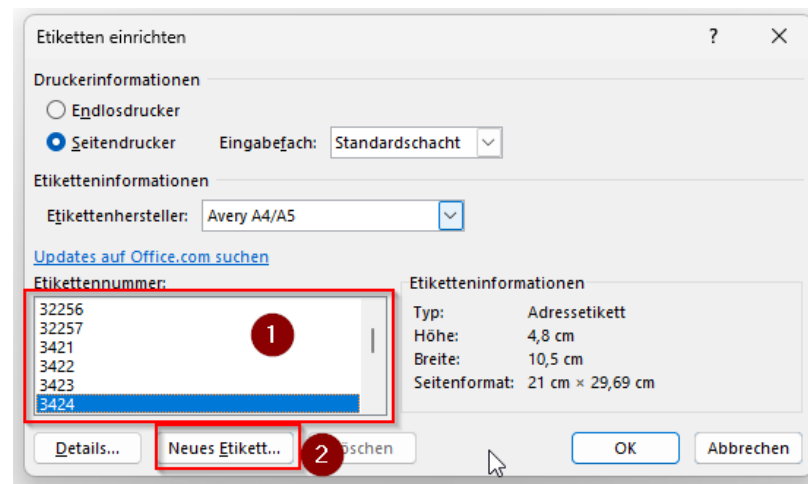 Etiketten einrichten ? ×
Druckerinformationen
Endlosdrucker
Seitendrucker Eingabefach: Standardschacht
Etiketteninformationen
Etikettenhersteller: Avery A4/A5
Updates auf Office.com suchen
Etikettennummer:
32256
32257
3421
3422
3423
3424
1
Etiketteninformationen
Typ: Adressetikett
Höhe: 4,8 cm
Breite: 10,5 cm
Seitenformat: 21 cm × 29,69 cm
Details... Neues Etikett... 2 öschen OK Abbrechen